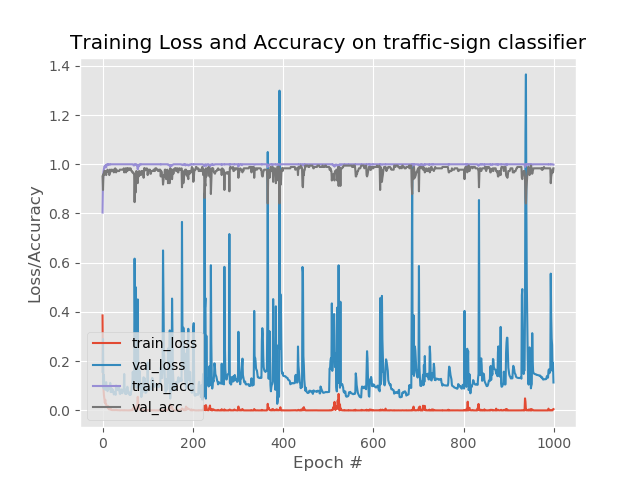 Training Loss and Accuracy on traffic-sign classifier
1.4
1.2
1.0
0.8
0.6
0.4
0.2
0.0
Loss/Accuracy
train_loss
val_loss
train_acc
val_acc
0 200 400 600 800 1000
Epoch #